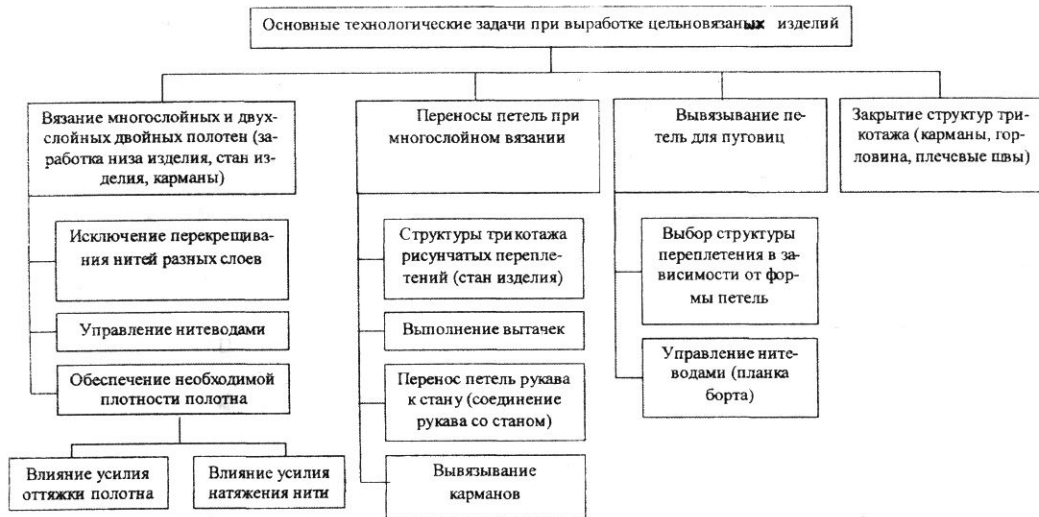 Основные технологические задачи при выработке цельновязаных изделий
Вязание многослойных и двух-
слойных двойных полотен (за-
работка низа изделия, стан из-
делия, карманы)
Исключение перекрещива-
ния нитей разных слоев
Управление нитеводами
Обеспечение необходимой
плотности полотна
Влияние усилия
оттяжки полотна
Влияние усилия
натяжения нити
Переносы петель при
многослойном вязании
Структуры трикотажа
рисунчатых перепле-
тений (стан изделия)
Выполнение вытачек
Перенос петель рукава
к стану (соединение
рукава со станом)
Вывязывание
карманов
Вывязывание пе-
тель для пуговиц
Выбор структуры
переплетения в за-
висимости от фор-
мы петель
Управление ните-
водами (планка
борта)
Закрытие структур три-
котажа (карманы, гор-
ловина, плечевые швы)